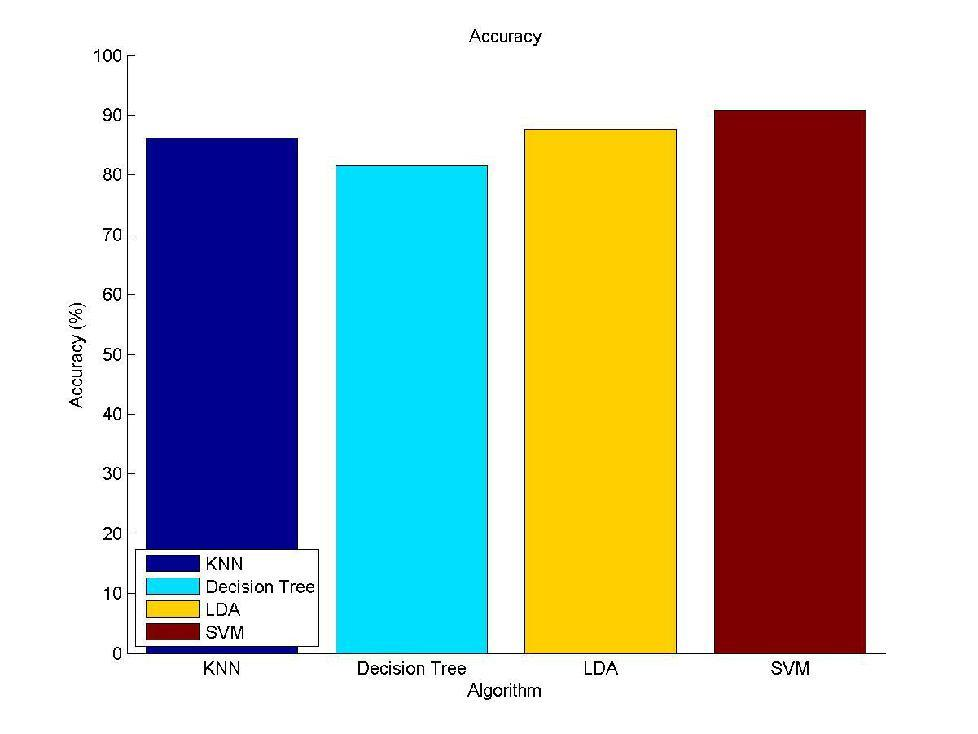 Accuracy
100
90
80
70
60
50
40
30
20
10
0
Accuracy (%)
KNN
Decision Tree
LDA
SVM
KNN Decision Tree LDA SVM
Algorithm